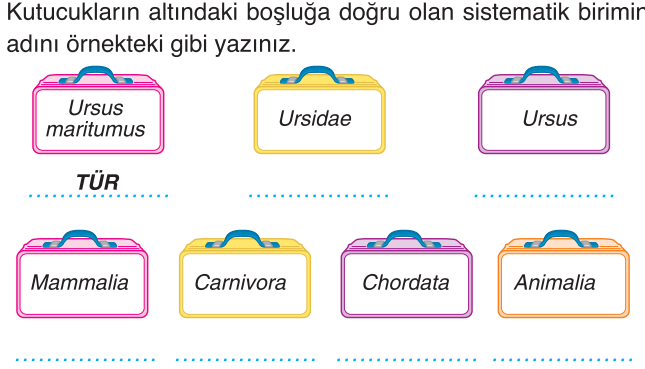 Kutucukların altındaki boşluğa doğru olan sistematik birimin
adını örnekteki gibi yazınız.
Ursus
maritumus
Ursidae
Ursus
TÜR
Mammalia
Carnivora
Chordata
Animalia